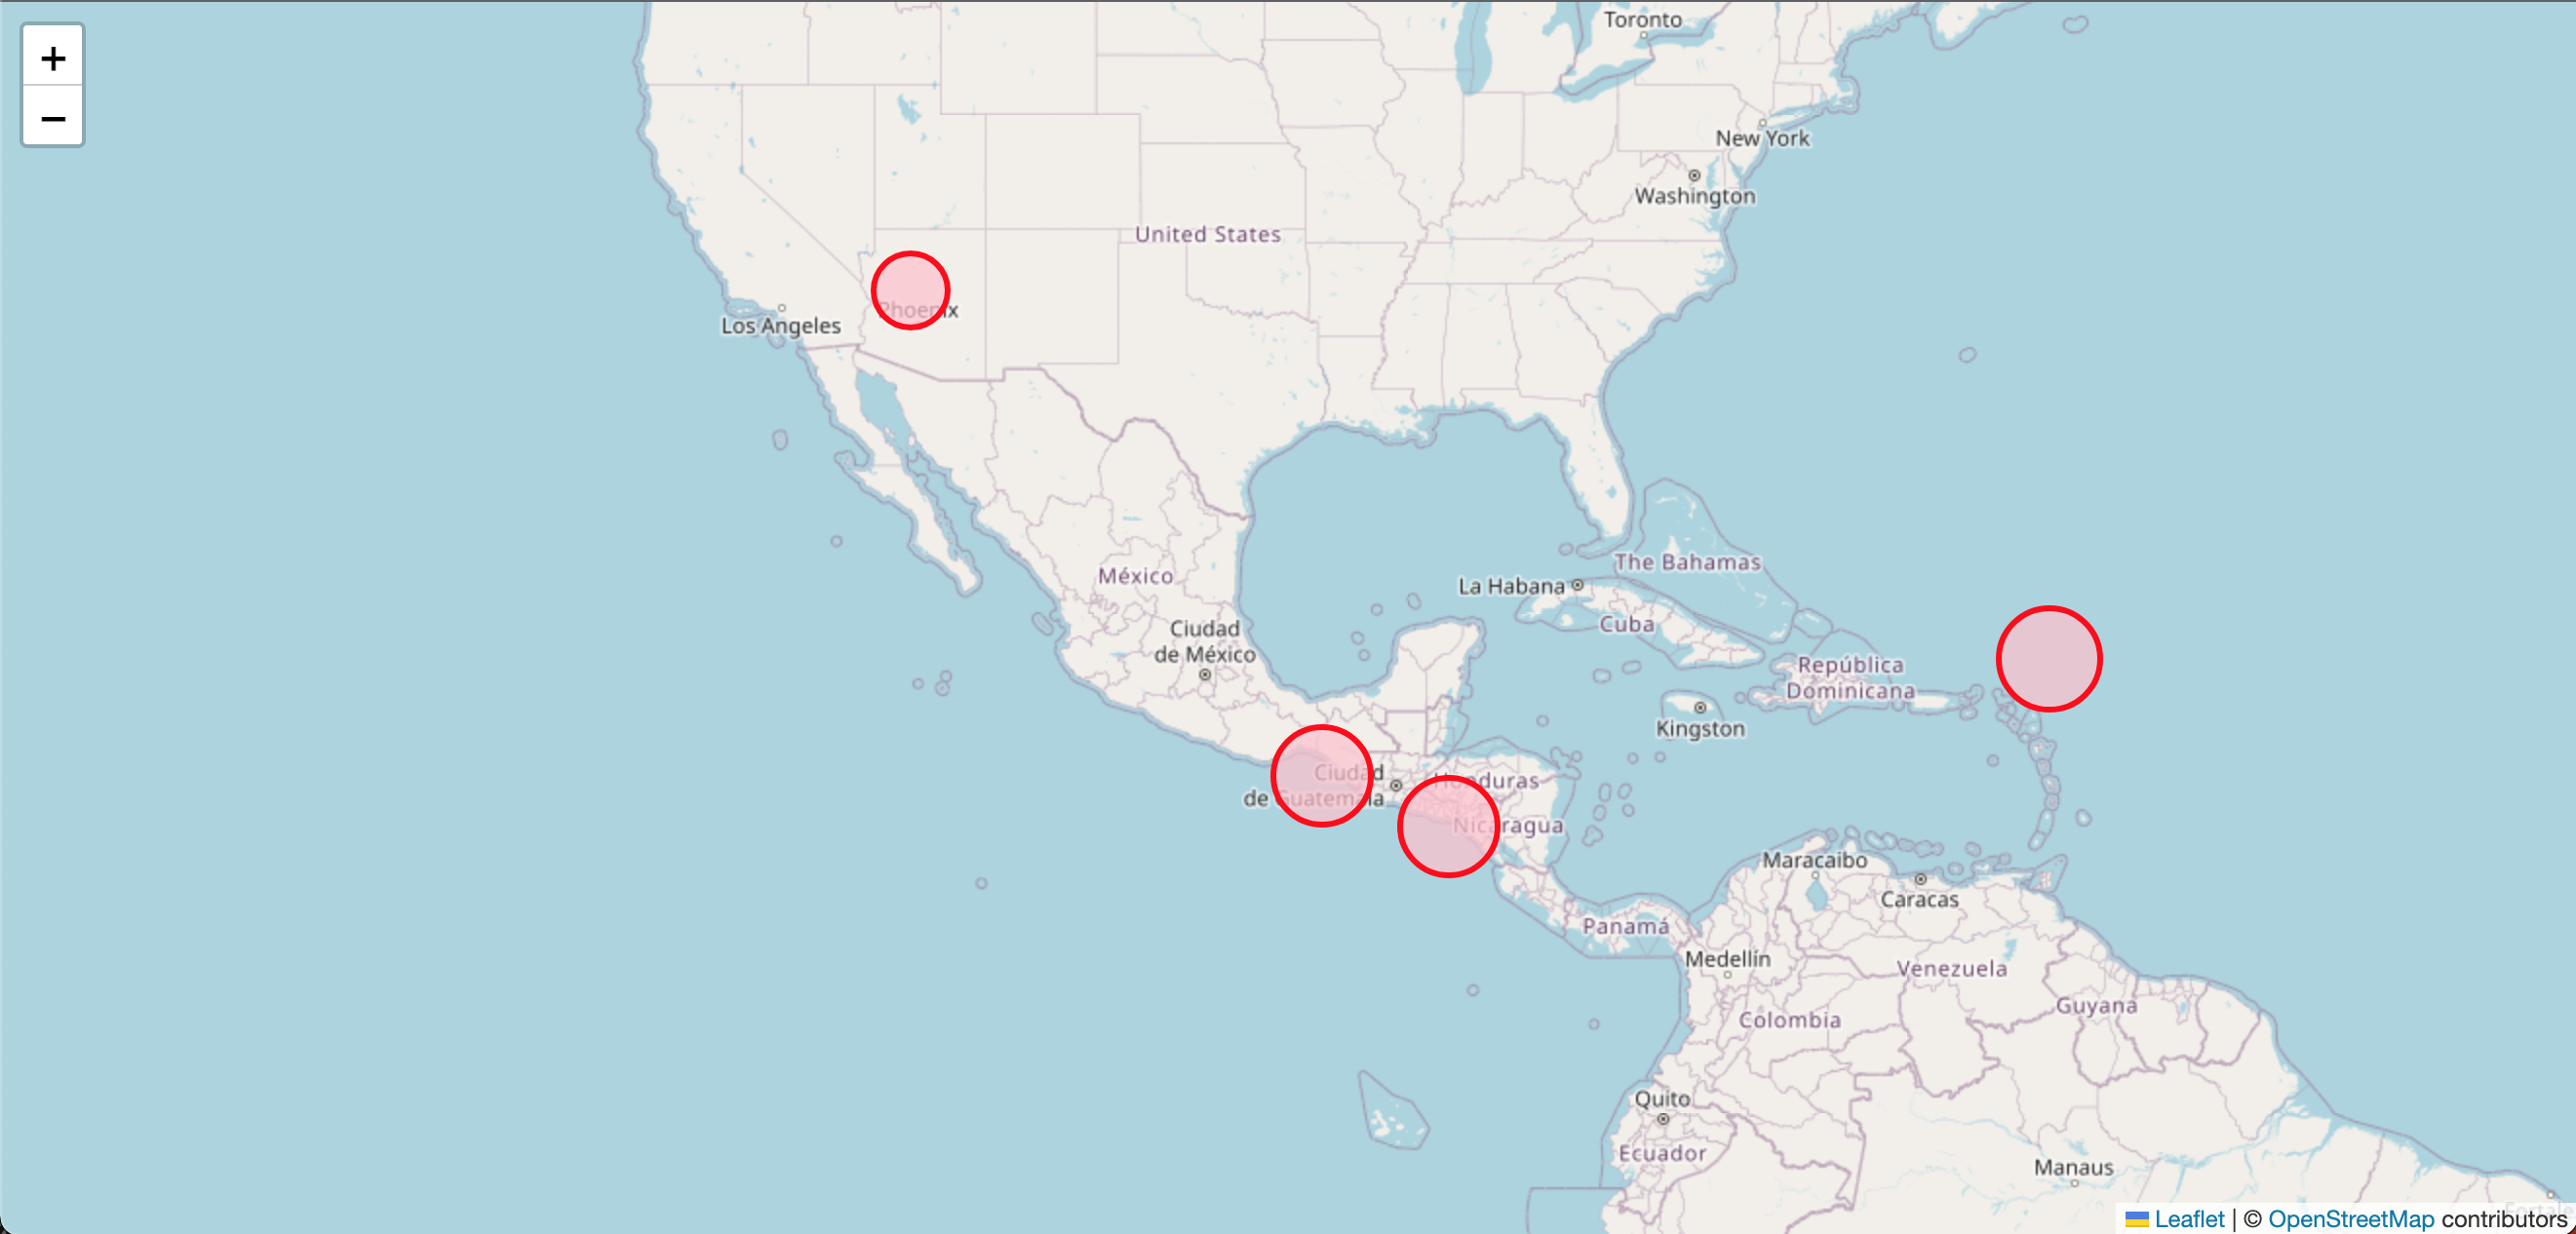 +
−
Toronto
New York
Washington
United States
Phoenix
Los Angeles
The Bahamas
México
La Habana
Cuba
Ciudad
de México
República
Dominicana
Kingston
Ciudad
de Guatemala
Honduras
Nicaragua
Maracaibo
Caracas
Panamá
Medellín
Venezuela
Guyana
Colombia
Quito
Ecuador
Manaus
Leaflet | © OpenStreetMap contributors